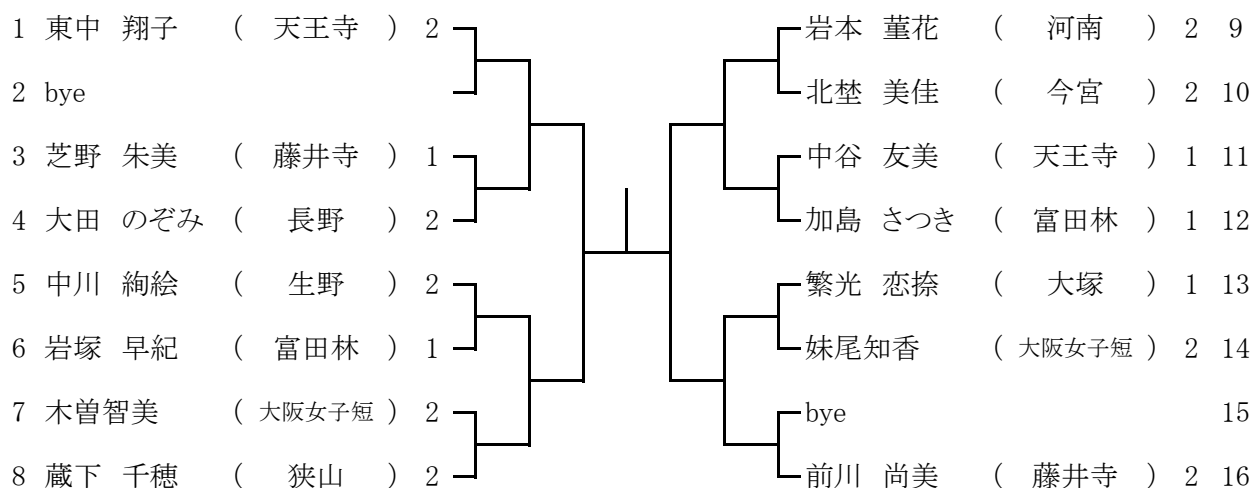 1 東中 翔子 ( 天王寺 ) 2
2 bye
3 芝野 朱美 ( 藤井寺 ) 1
4 大田 のぞみ ( 長野 ) 2
5 中川 絢絵 ( 生野 ) 2
6 岩塚 早紀 ( 富田林 ) 1
7 木曽智美 ( 大阪女子短 ) 2
8 蔵下 千穂 ( 狭山 ) 2
岩本 菫花 ( 河南 ) 2 9
北埜 美佳 ( 今宮 ) 2 10
中谷 友美 ( 天王寺 ) 1 11
加島 さつき ( 富田林 ) 1 12
繁光 恋捺 ( 大塚 ) 1 13
妹尾知香 ( 大阪女子短 ) 2 14
bye 15
前川 尚美 ( 藤井寺 ) 2 16